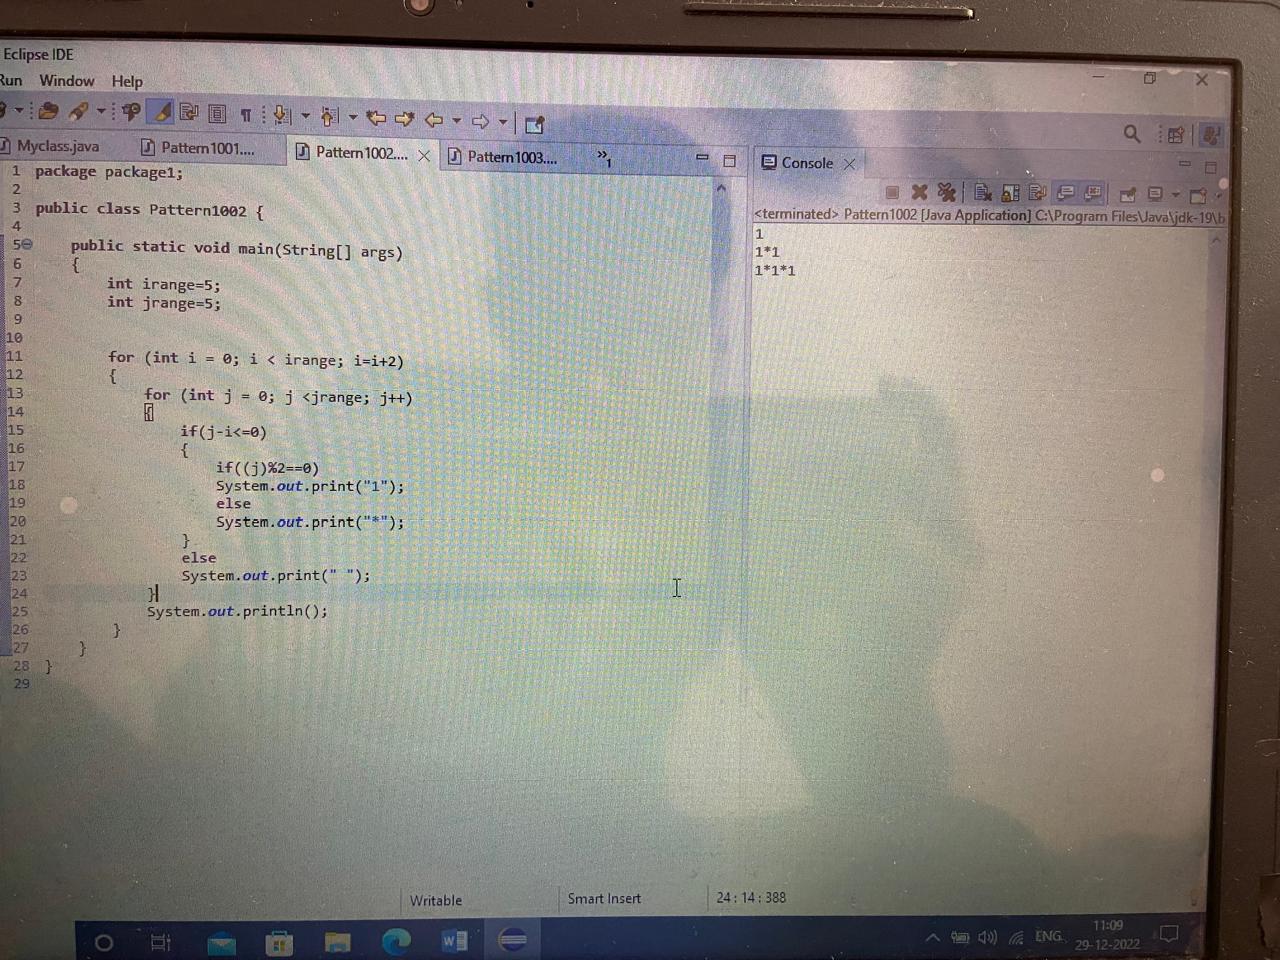 Eclipse IDE
Run Window Help
Myclass.java Pattern1001.... Pattern1002.... Pattern1003.... »1
Console
<terminated> Pattern1002 [Java Application] C:\Program Files\Java\jdk-19\b
1
1*1
1*1*1
1 package package1;
2
3 public class Pattern1002 {
4
5 public static void main(String[] args)
6 {
7 int irange=5;
8 int jrange=5;
9
10
11 for (int i = 0; i < irange; i=i+2)
12 {
13 for (int j = 0; j <jrange; j++)
14 {
15 if(j-i<=0)
16 {
17 if((j)%2==0)
18 System.out.print("1");
19 else
20 System.out.print("*");
21 }
22 else
23 System.out.print(" ");
24 }
25 System.out.println();
26 }
27 }
28 }
29
Writable Smart Insert 24 : 14 : 388
W ENG 11:09
29-12-2022